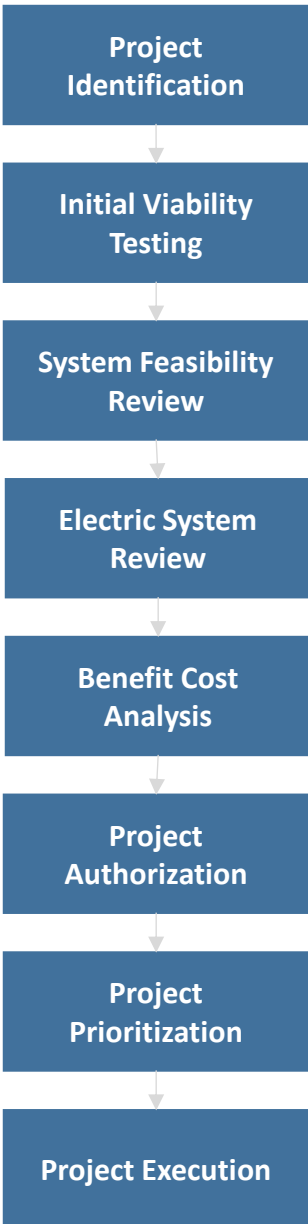 Project
Identification
Initial Viability
Testing
System Feasibility
Review
Electric System
Review
Benefit Cost
Analysis
Project
Authorization
Project
Prioritization
Project Execution